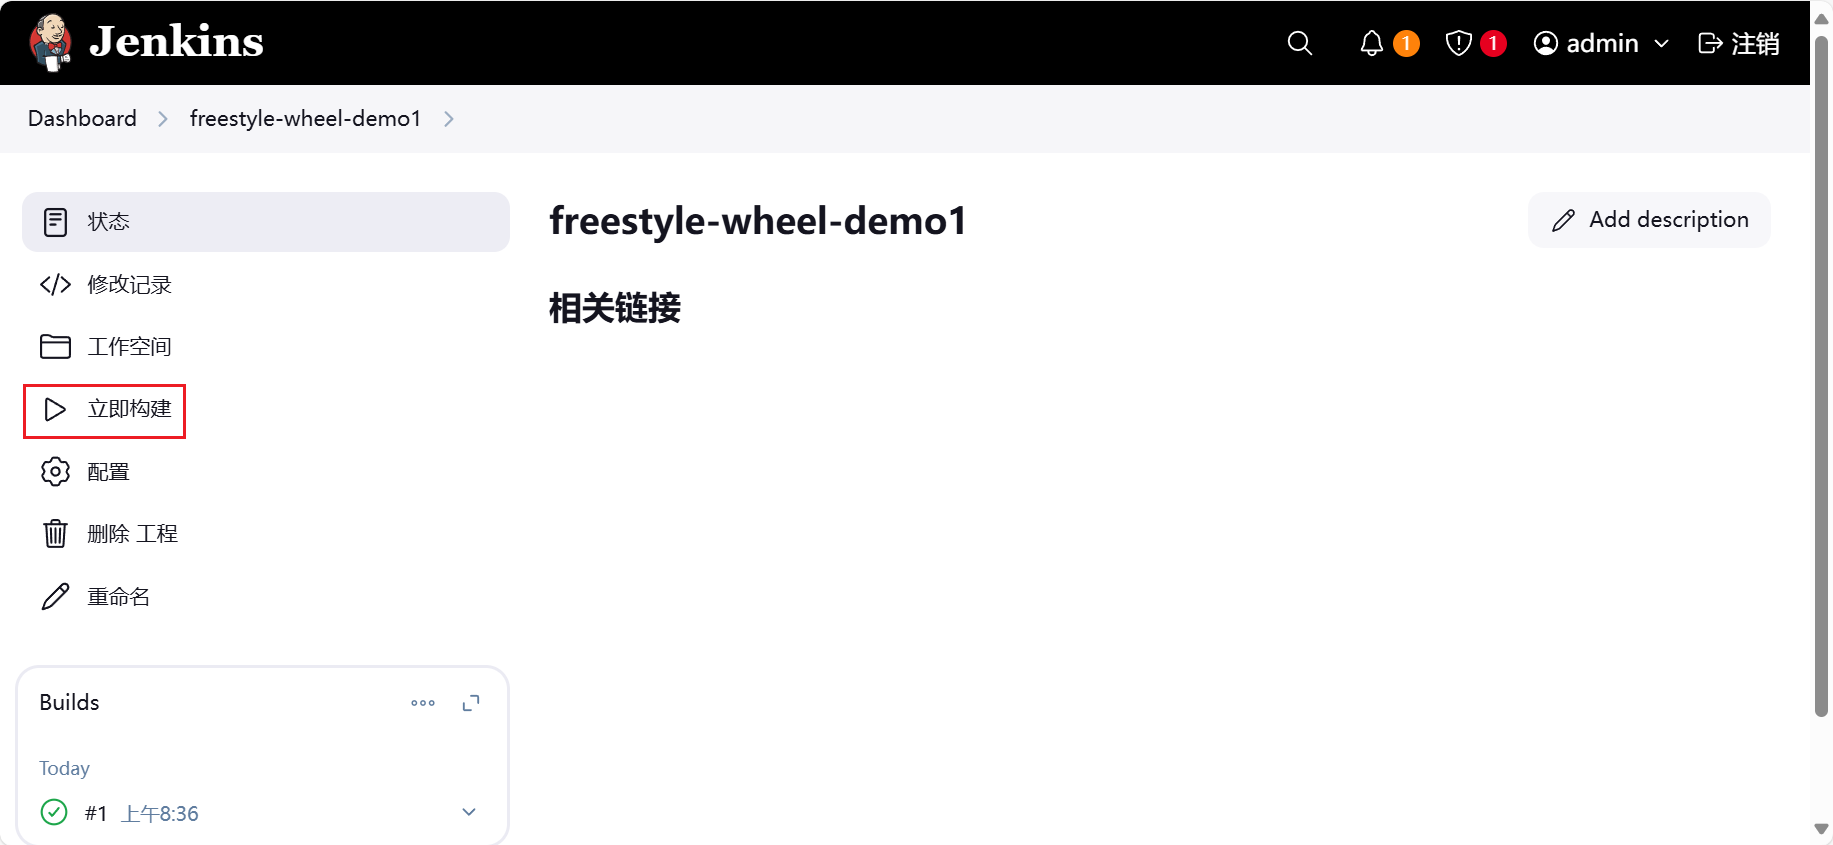 Jenkins
1
1
admin
注销
Dashboard
freestyle-wheel-demo1
状态
修改记录
工作空间
立即构建
配置
删除 工程
重命名
freestyle-wheel-demo1
Add description
相关链接
Builds
Today
#1 上午8:36